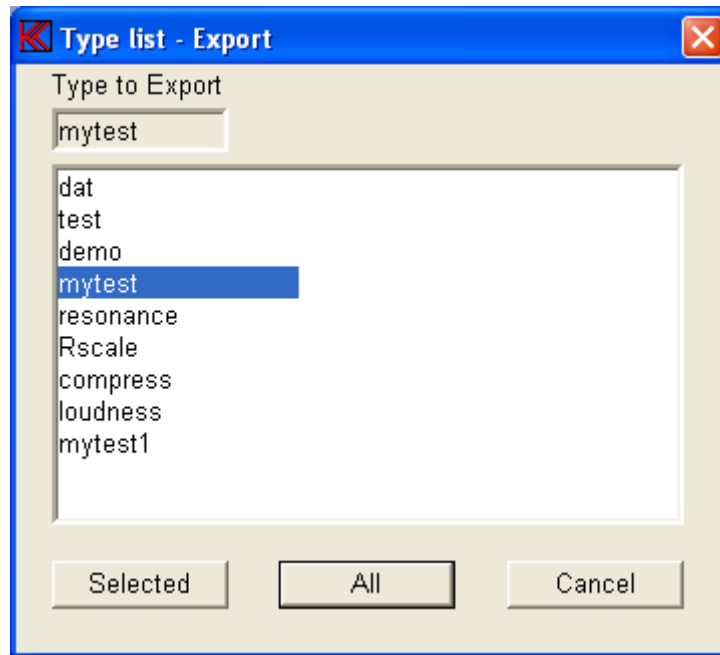 Type list - Export
Type to Export
mytest
dat
test
demo
mytest
resonance
Rscale
compress
loudness
mytest1
Selected All Cancel